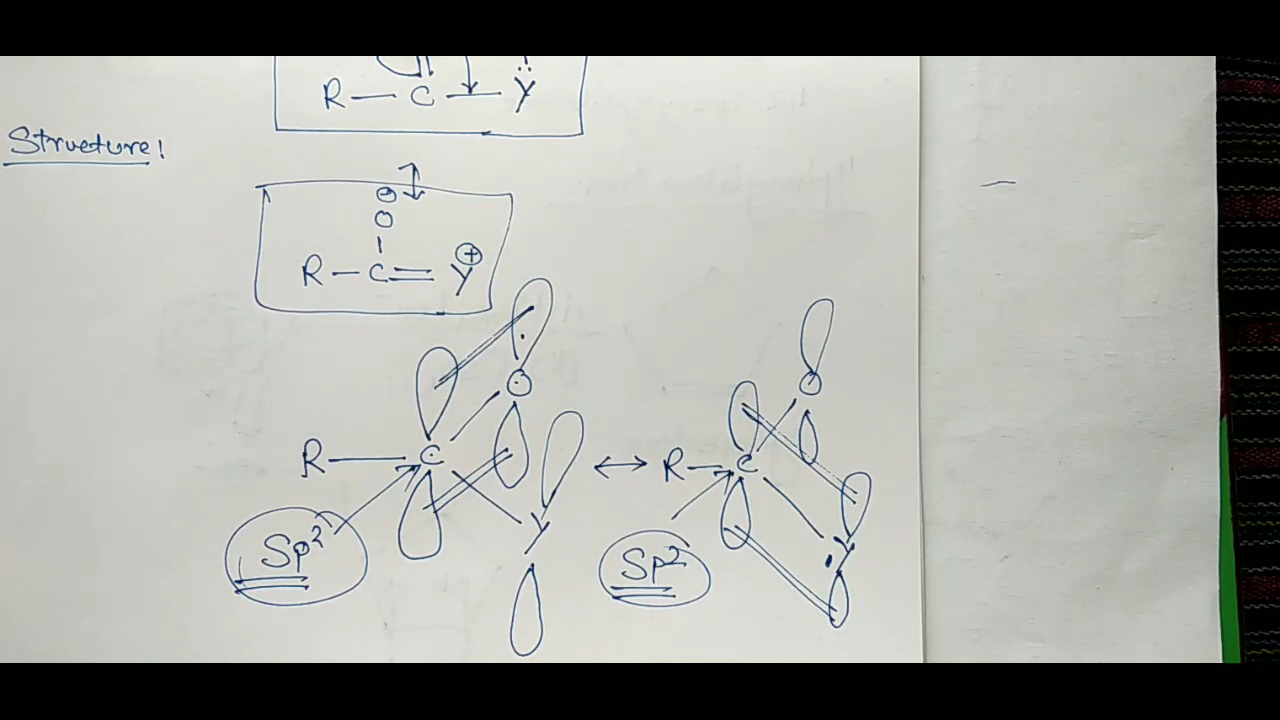 R — C — Ÿ
Structure!
⊖
O
R — C = Y⊕
O
O
R — C
↔ R — C
Y
Y
Sp²
Sp²